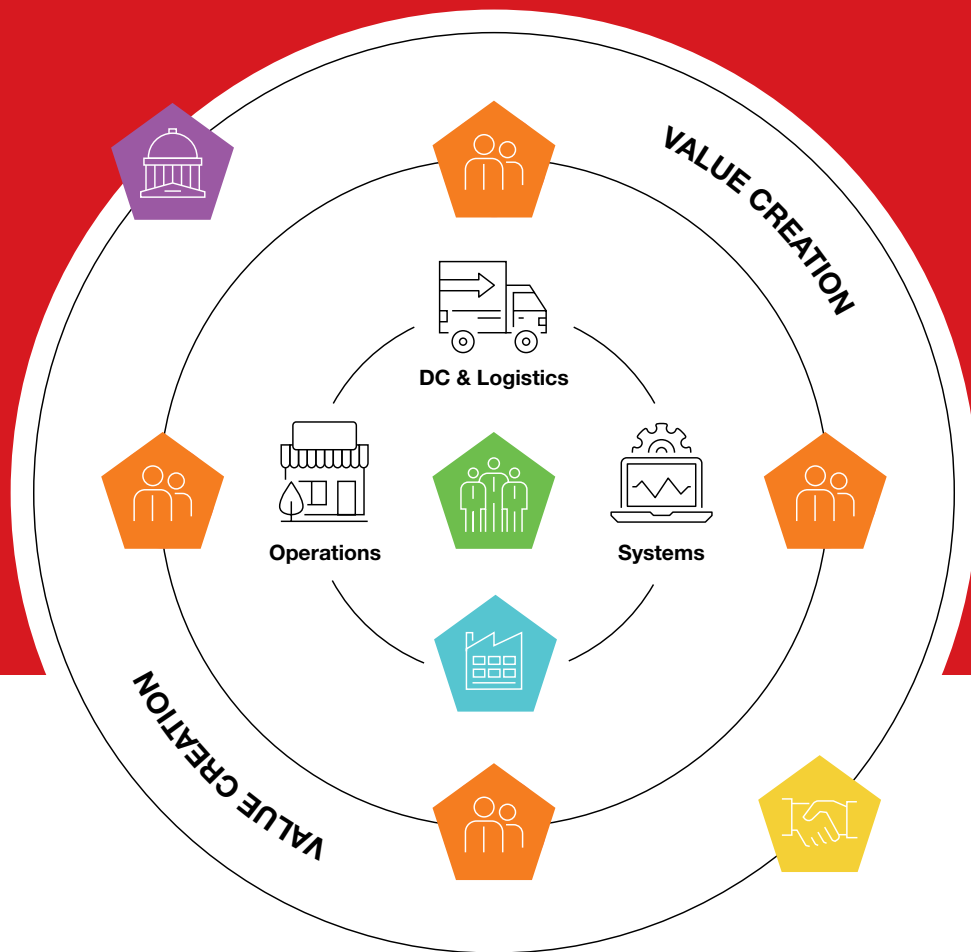 VALUE CREATION
DC & Logistics
Operations
Systems
VALUE CREATION